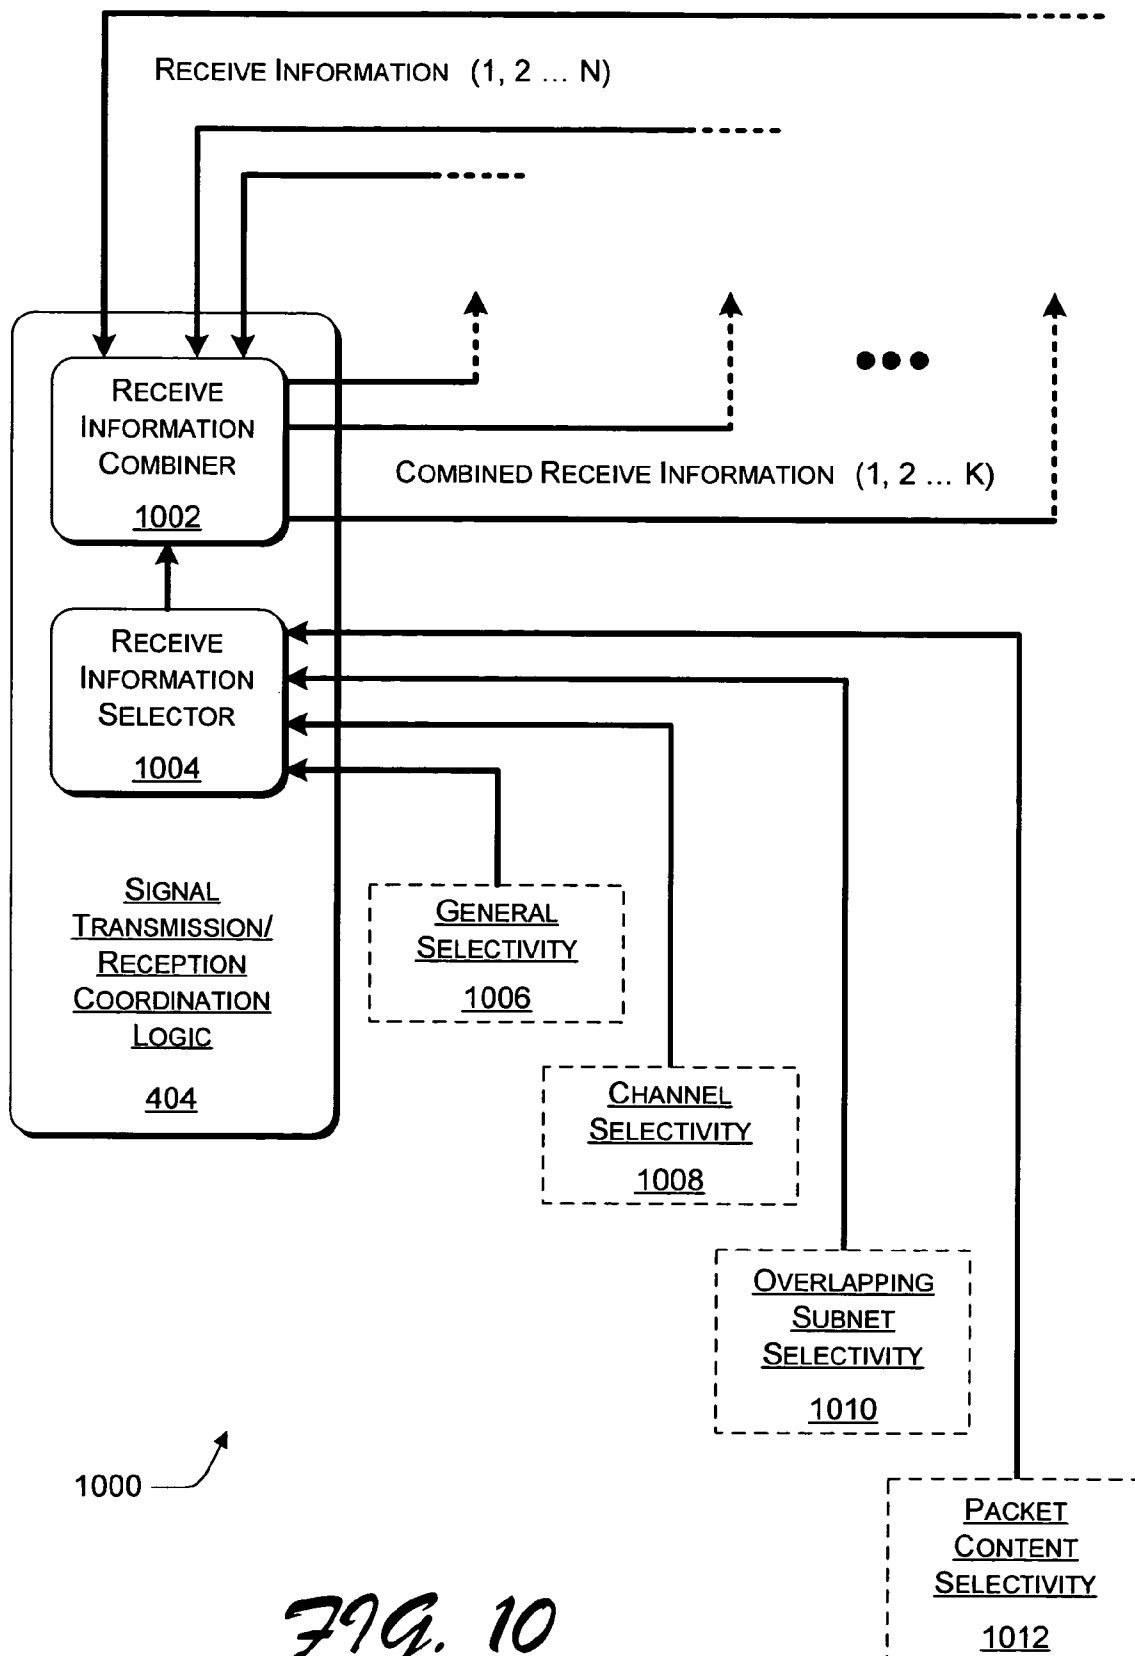 RECEIVE INFORMATION (1, 2 ... N)
RECEIVE
INFORMATION
COMBINER
1002
COMBINED RECEIVE INFORMATION (1, 2 ... K)
RECEIVE
INFORMATION
SELECTOR
1004
SIGNAL
TRANSMISSION/
RECEPTION
COORDINATION
LOGIC
404
GENERAL
SELECTIVITY
1006
CHANNEL
SELECTIVITY
1008
OVERLAPPING
SUBNET
SELECTIVITY
1010
1000
PACKET
CONTENT
SELECTIVITY
1012
FIG. 10